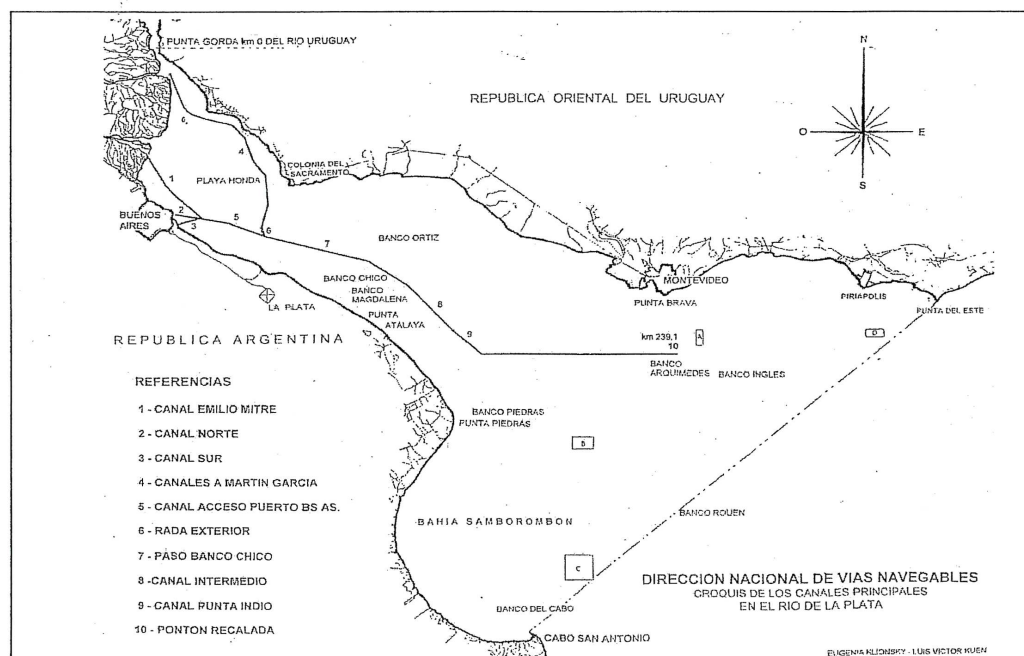 PUNTA GORDA km 0 DEL RIO URUGUAY
REPUBLICA ORIENTAL DEL URUGUAY
N
O
E
S
6
4
COLONIA DEL
SACRAMENTO
1
PLAYA HONDA
BUENOS
AIRES
2
3
5
6
7
BANCO ORTIZ
BANCO CHICO
BANCO
MAGDALENA
LA PLATA
PUNTA
ATALAYA
8
9
MONTEVIDEO
PUNTA BRAVA
PIRIAPOLIS
PUNTA DEL ESTE
km 239,1
10
A
D
BANCO
ARQUIMEDES
BANCO INGLES
REPUBLICA ARGENTINA
REFERENCIAS
1 - CANAL EMILIO MITRE
2 - CANAL NORTE
3 - CANAL SUR
4 - CANALES A MARTIN GARCIA
5 - CANAL ACCESO PUERTO BS AS.
6 - RADA EXTERIOR
7 - PASO BANCO CHICO
8 - CANAL INTERMEDIO
9 - CANAL PUNTA INDIO
10 - PONTON RECALADA
BANCO PIEDRAS
PUNTA PIEDRAS
B
BAHIA SAMBOROMBON
BANCO ROUEN
C
BANCO DEL CABO
CABO SAN ANTONIO
DIRECCION NACIONAL DE VIAS NAVEGABLES
CROQUIS DE LOS CANALES PRINCIPALES
EN EL RIO DE LA PLATA
EUGENIA KLIONSKY - LUIS VICTOR KUEN